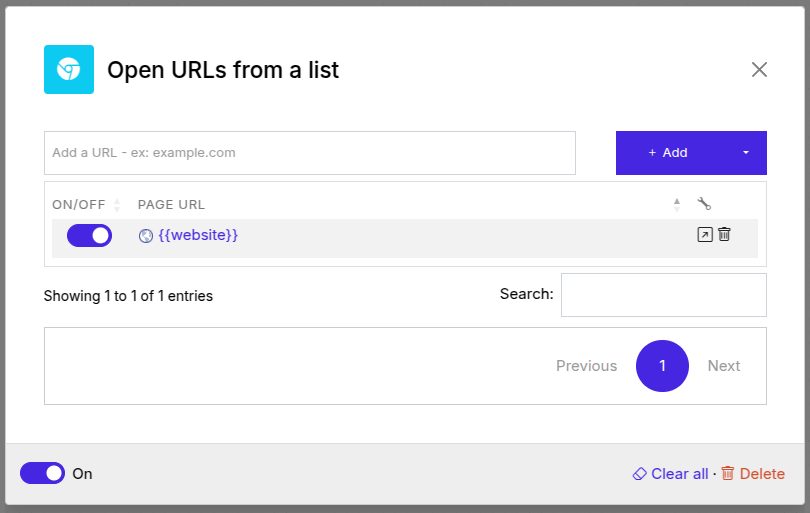 Open URLs from a list
Add a URL - ex: example.com
+ Add
ON/OFF PAGE URL
{{website}}
Showing 1 to 1 of 1 entries
Search:
Previous 1 Next
On
Clear all · Delete